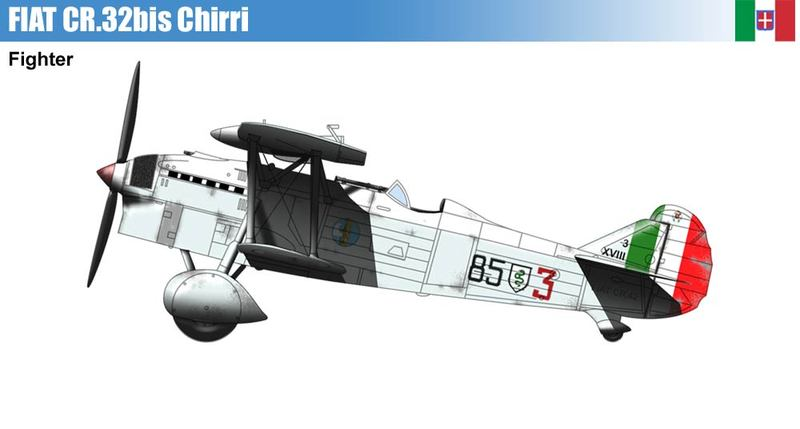 FIAT CR.32bis Chirri
Fighter
3
XVIII
85 3